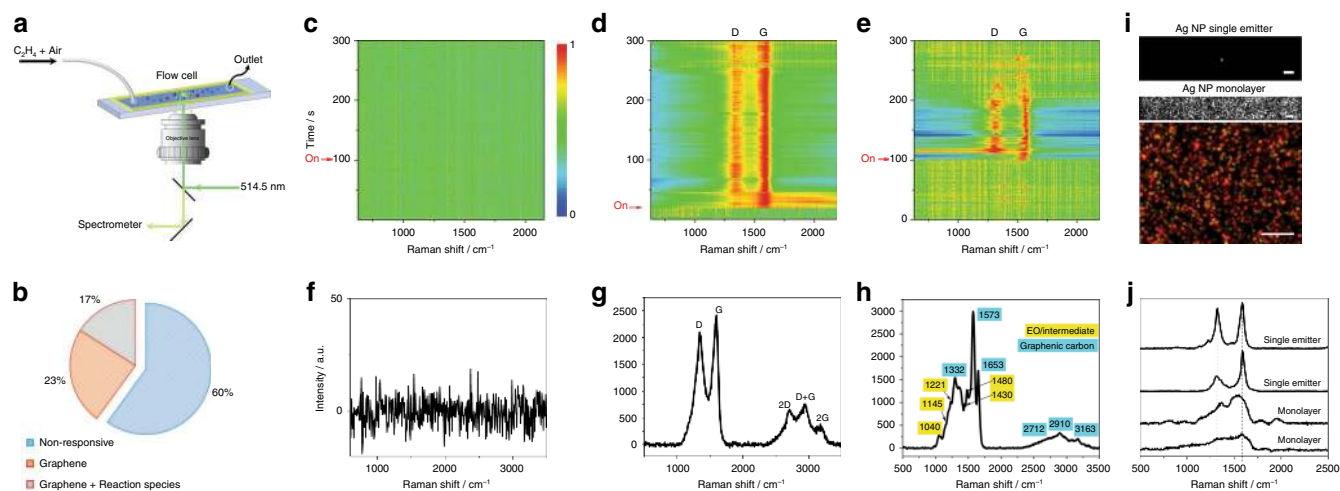 a
C₂H₄ + Air
Outlet
Flow cell
Objective lens
514.5 nm
Spectrometer
b
17%
23%
60%
Non-responsive
Graphene
Graphene + Reaction species
c
300
200
100
0
Time / s
On
1000 1500 2000
Raman shift / cm⁻¹
1
0
d
D G
300
200
100
0
On
1000 1500 2000
Raman shift / cm⁻¹
e
D G
300
200
100
0
On
1000 1500 2000
Raman shift / cm⁻¹
f
50
0
Intensity / a.u.
1000 2000 3000
Raman shift / cm⁻¹
g
2500
2000
1500
1000
500
0
D
G
2D
D+G
2G
500 1500 2500 3500
Raman shift / cm⁻¹
h
3000
2500
2000
1500
1000
500
0
1573
EO/intermediate
Graphenic carbon
1332
1653
1221
1480
1145
1430
1040
2712
2910
3163
500 1000 1500 2000 2500 3000 3500
Raman shift / cm⁻¹
i
Ag NP single emitter
Ag NP monolayer
j
Single emitter
Single emitter
Monolayer
Monolayer
500 1000 1500 2000 2500
Raman shift / cm⁻¹